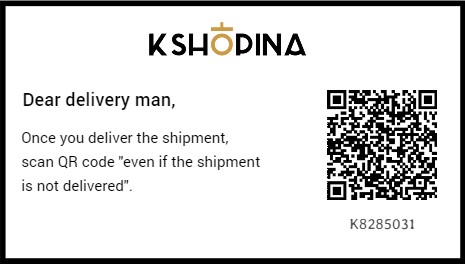 KSHOPINA
Dear delivery man,
Once you deliver the shipment,
scan QR code "even if the shipment
is not delivered".
K8285031